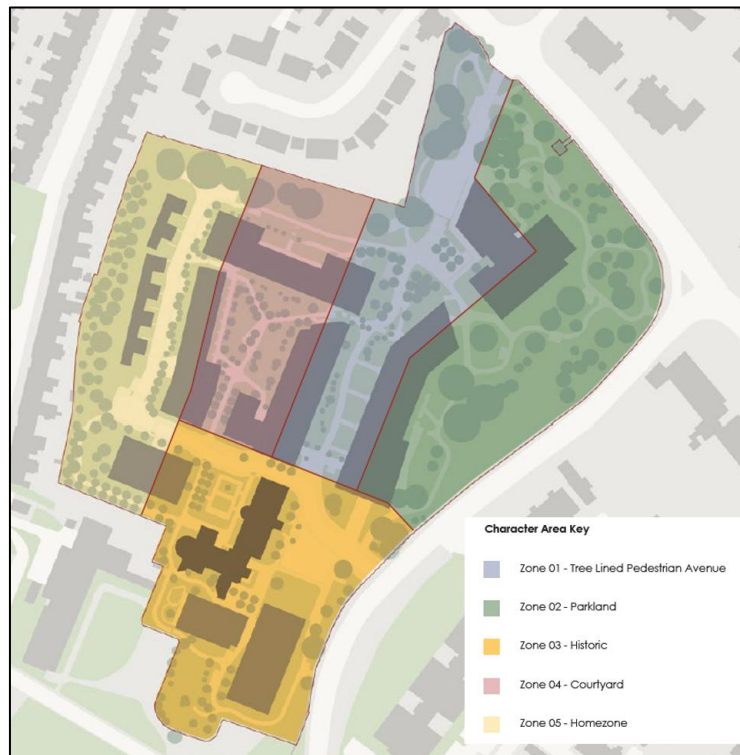 Character Area Key
Zone 01 - Tree Lined Pedestrian Avenue
Zone 02 - Parkland
Zone 03 - Historic
Zone 04 - Courtyard
Zone 05 - Homezone